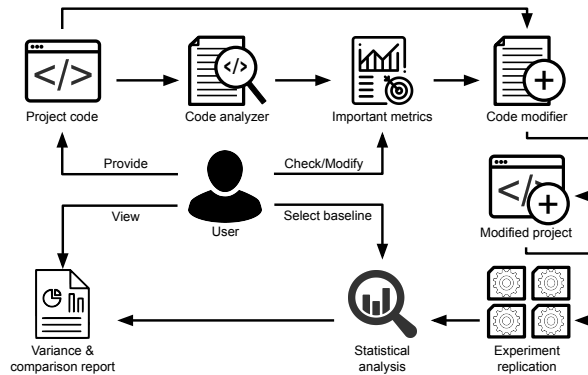 Project code
Code analyzer
Important metrics
Code modifier
Provide
Check/Modify
View
Select baseline
User
Modified project
Variance &
comparison report
Statistical
analysis
Experiment
replication